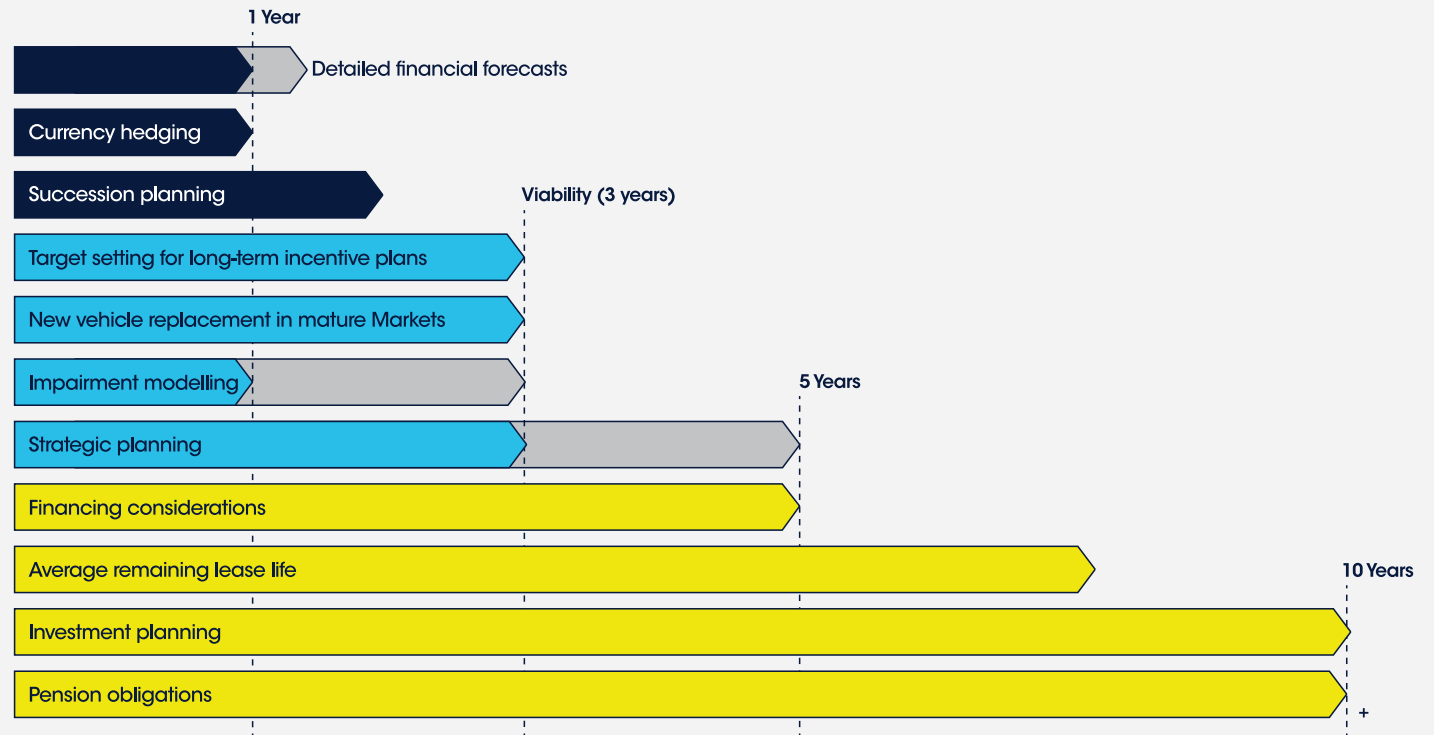 1 Year
Detailed financial forecasts
Currency hedging
Succession planning
Viability (3 years)
Target setting for long-term incentive plans
New vehicle replacement in mature Markets
Impairment modelling
5 Years
Strategic planning
Financing considerations
Average remaining lease life
10 Years
Investment planning
Pension obligations
+